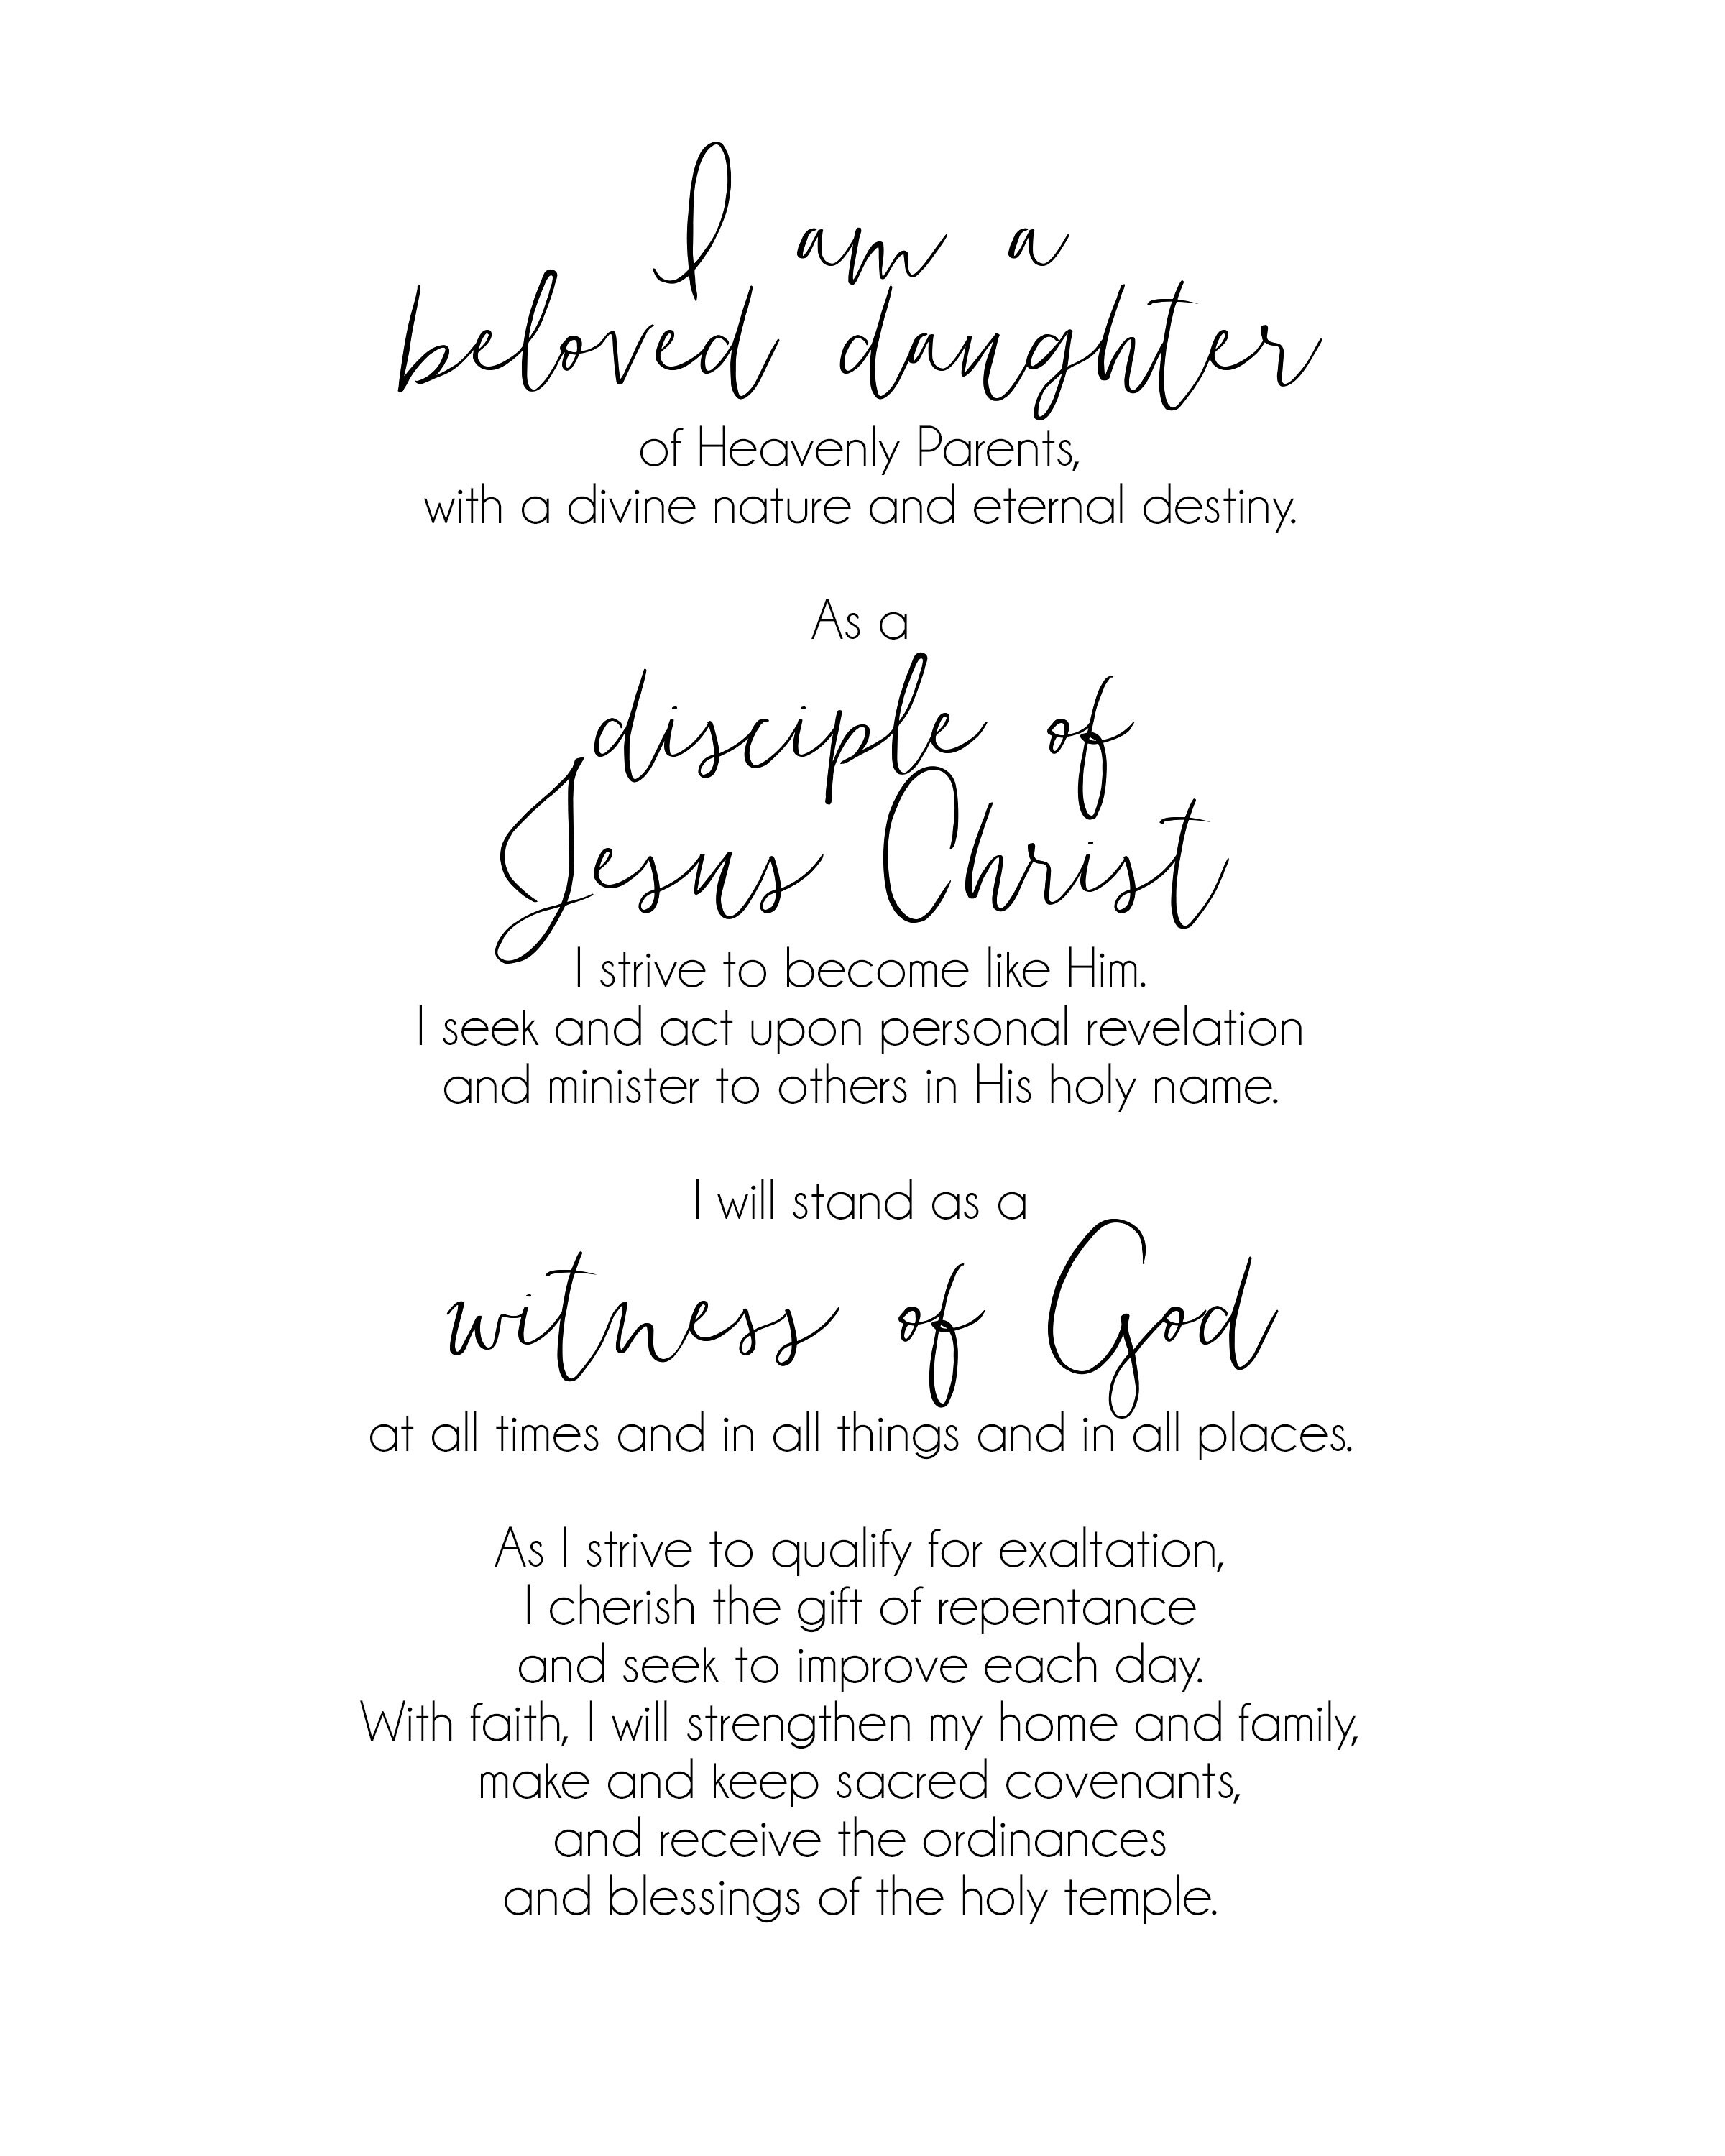 I am a
beloved daughter
of Heavenly Parents,
with a divine nature and eternal destiny.
As a
disciple of
Jesus Christ
I strive to become like Him.
I seek and act upon personal revelation
and minister to others in His holy name.
I will stand as a
witness of God
at all times and in all things and in all places.
As I strive to qualify for exaltation,
I cherish the gift of repentance
and seek to improve each day.
With faith, I will strengthen my home and family,
make and keep sacred covenants,
and receive the ordinances
and blessings of the holy temple.